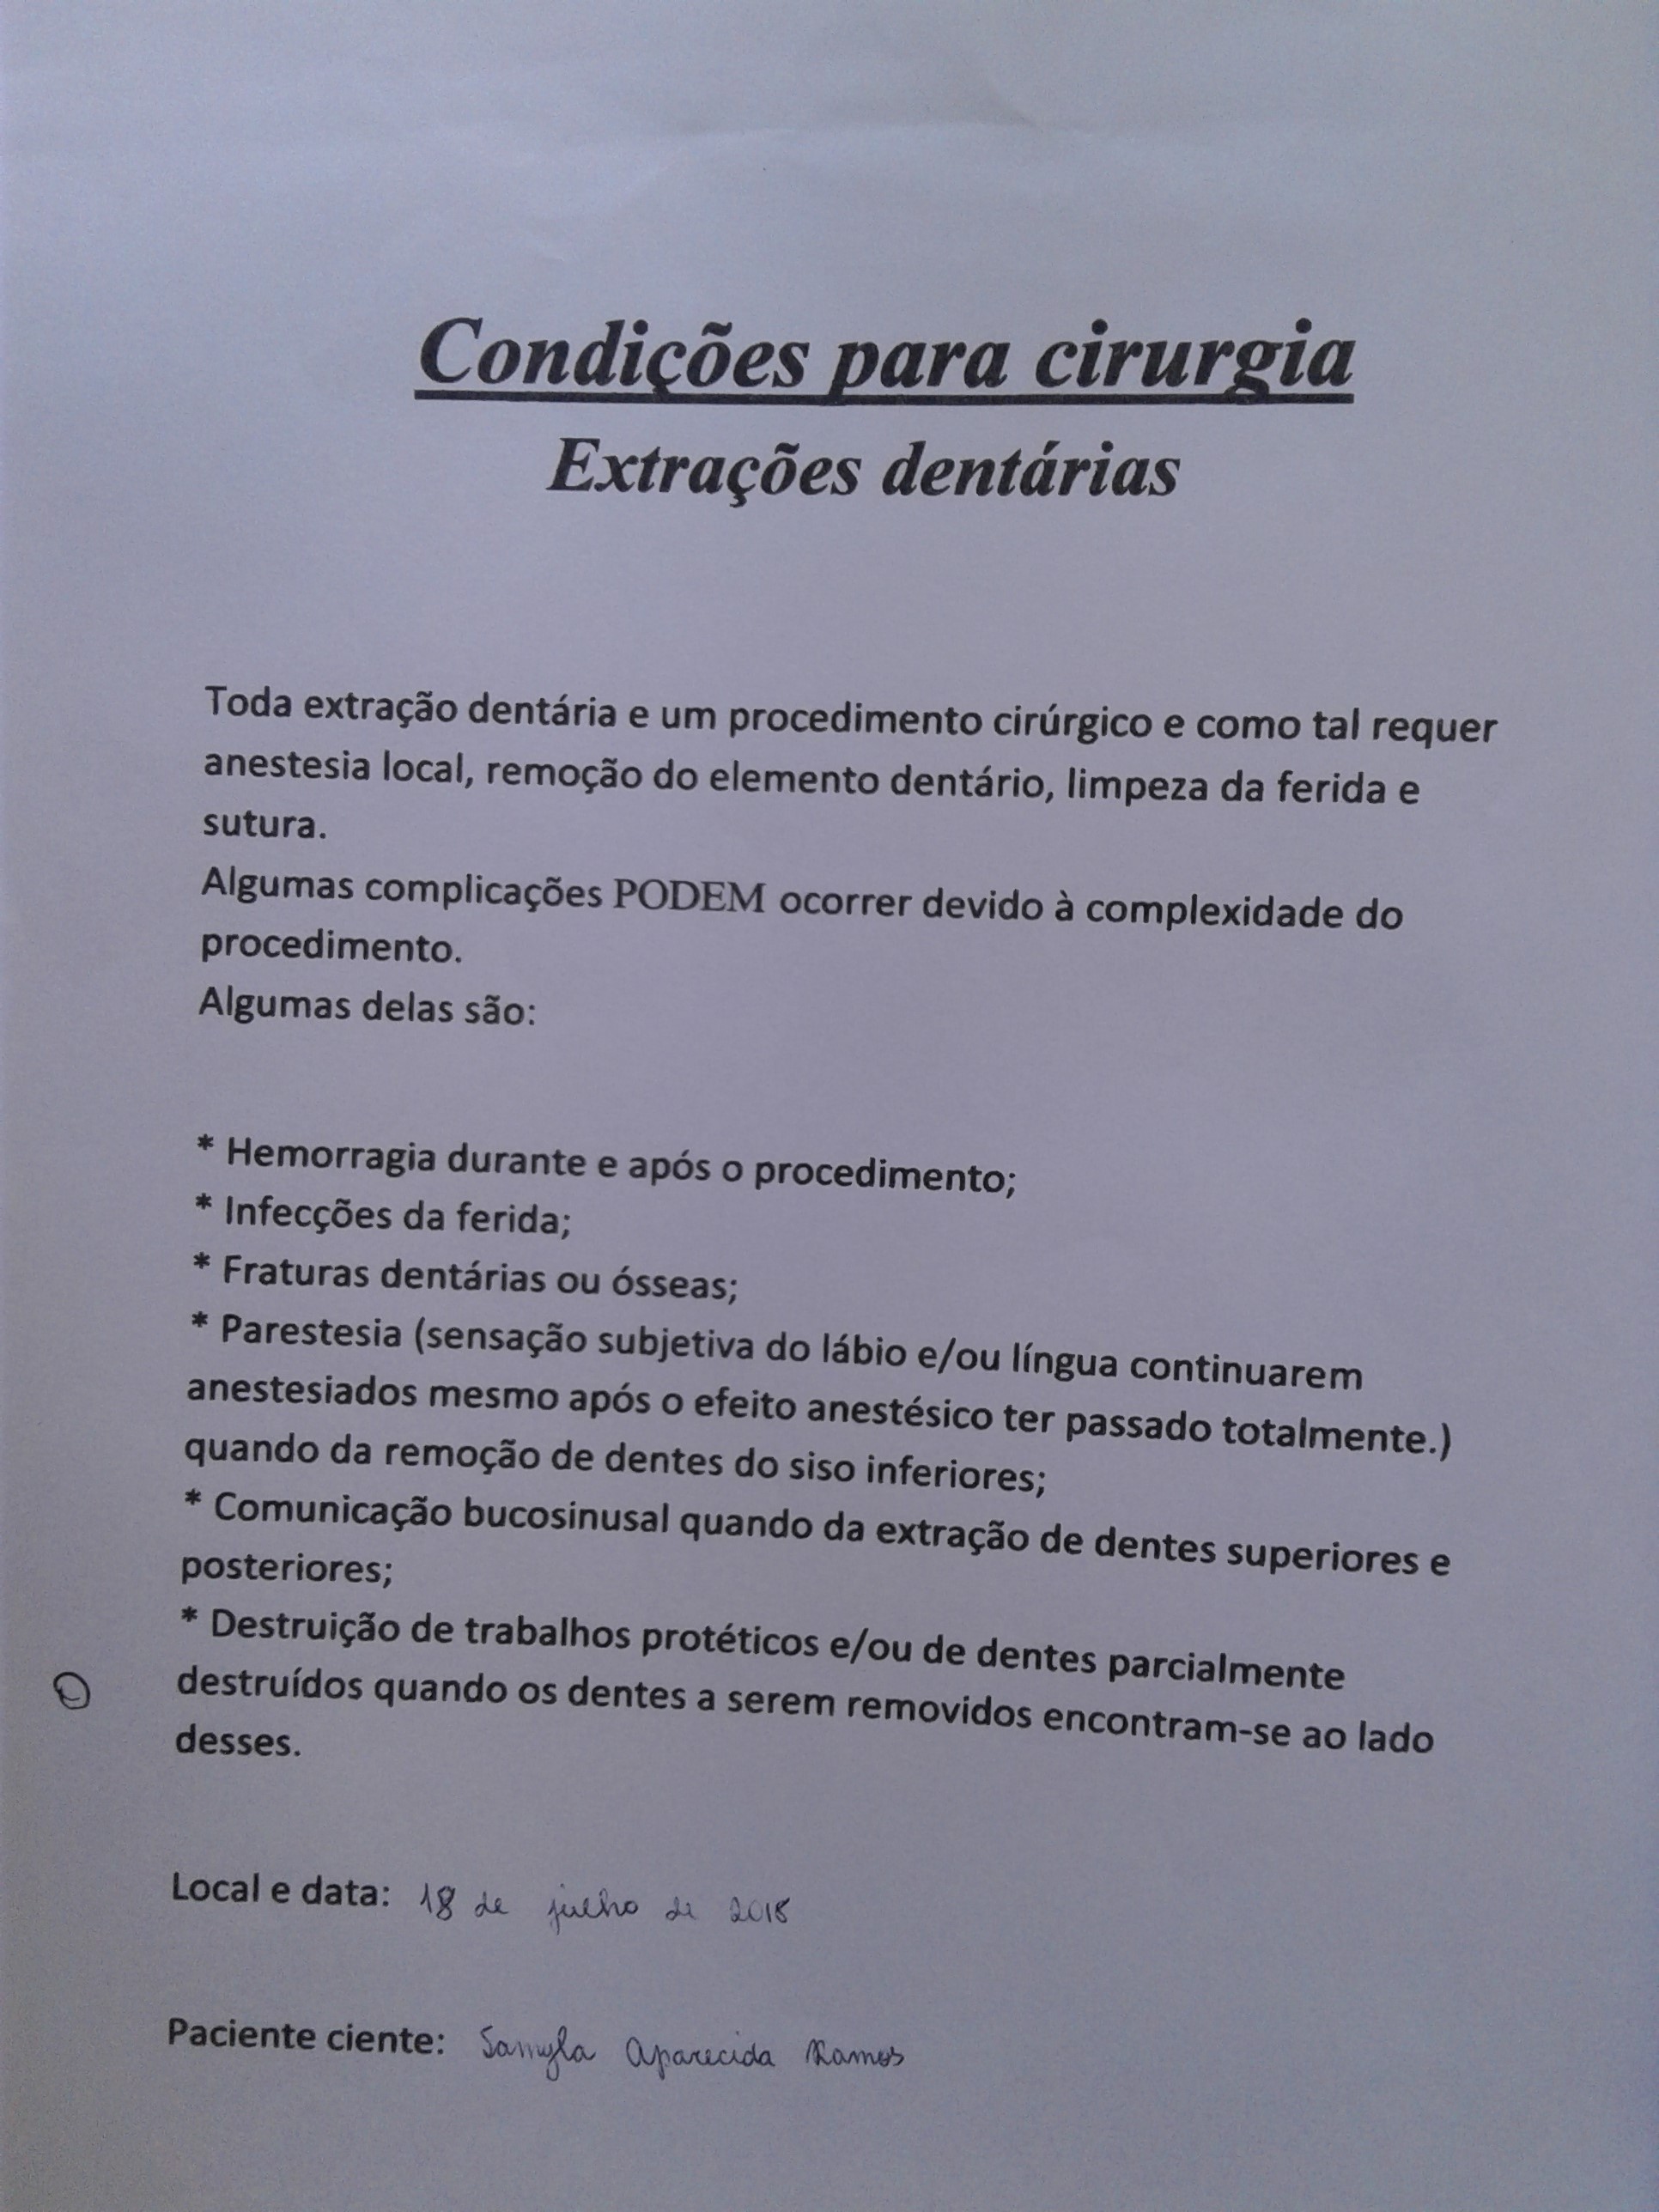 Condições para cirurgia
Extrações dentárias
Toda extração dentária e um procedimento cirúrgico e como tal requer
anestesia local, remoção do elemento dentário, limpeza da ferida e
sutura.
Algumas complicações PODEM ocorrer devido à complexidade do
procedimento.
Algumas delas são:
* Hemorragia durante e após o procedimento;
* Infecções da ferida;
* Fraturas dentárias ou ósseas;
* Parestesia (sensação subjetiva do lábio e/ou língua continuarem
anestesiados mesmo após o efeito anestésico ter passado totalmente.)
quando da remoção de dentes do siso inferiores;
* Comunicação bucosinusal quando da extração de dentes superiores e
posteriores;
* Destruição de trabalhos protéticos e/ou de dentes parcialmente
destruídos quando os dentes a serem removidos encontram-se ao lado
desses.
Local e data: 18 de julho de
Paciente ciente: Samyla Aparecida Ramos